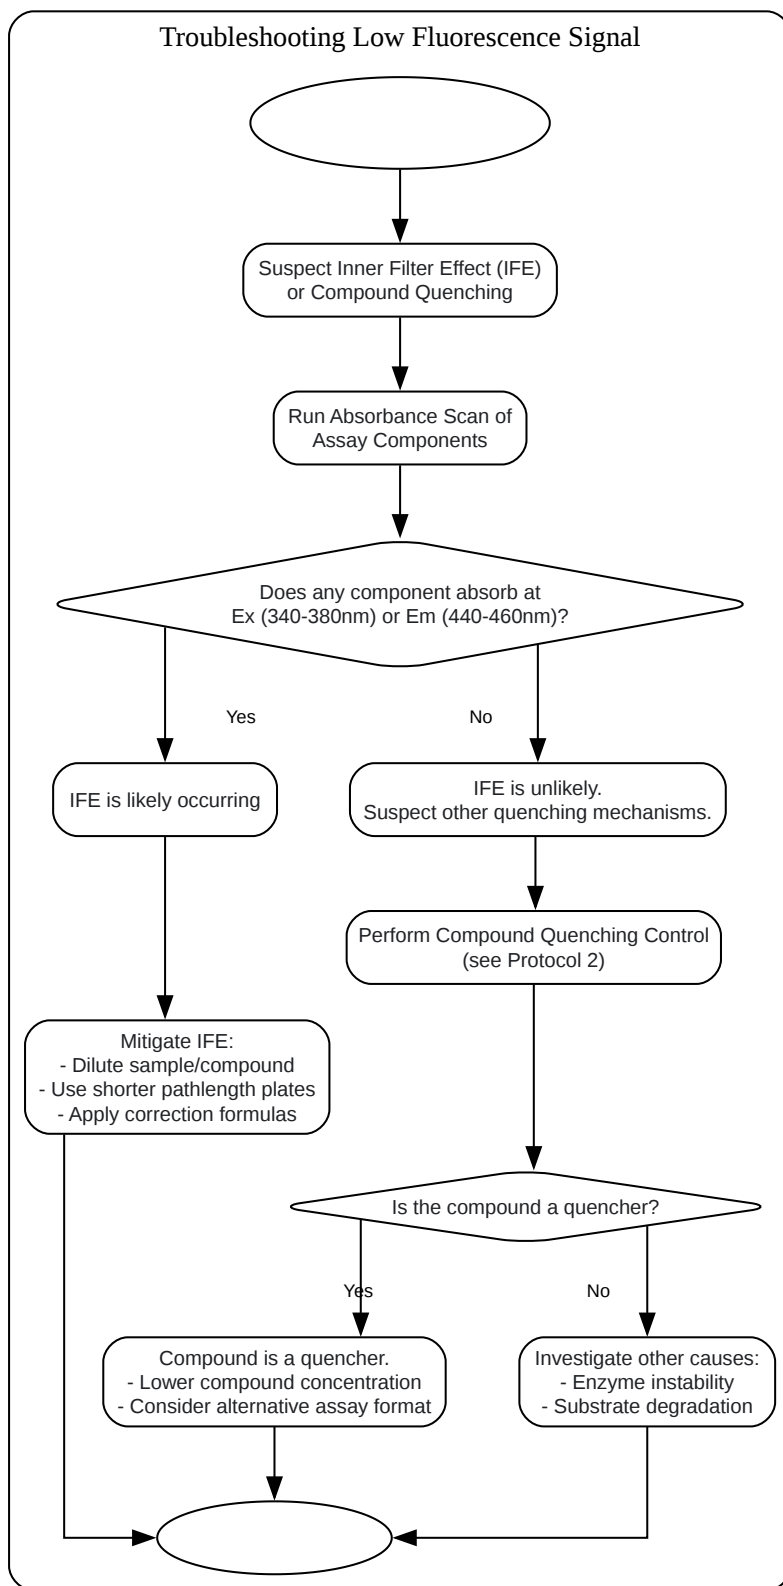 Troubleshooting Low Fluorescence Signal
Suspect Inner Filter Effect (IFE)
or Compound Quenching
Run Absorbance Scan of
Assay Components
Does any component absorb at
Ex (340-380nm) or Em (440-460nm)?
Yes
No
IFE is likely occurring
IFE is unlikely.
Suspect other quenching mechanisms.
Perform Compound Quenching Control
(see Protocol 2)
Mitigate IFE:
- Dilute sample/compound
- Use shorter pathlength plates
- Apply correction formulas
Is the compound a quencher?
Yes
No
Compound is a quencher.
- Lower compound concentration
- Consider alternative assay format
Investigate other causes:
- Enzyme instability
- Substrate degradation